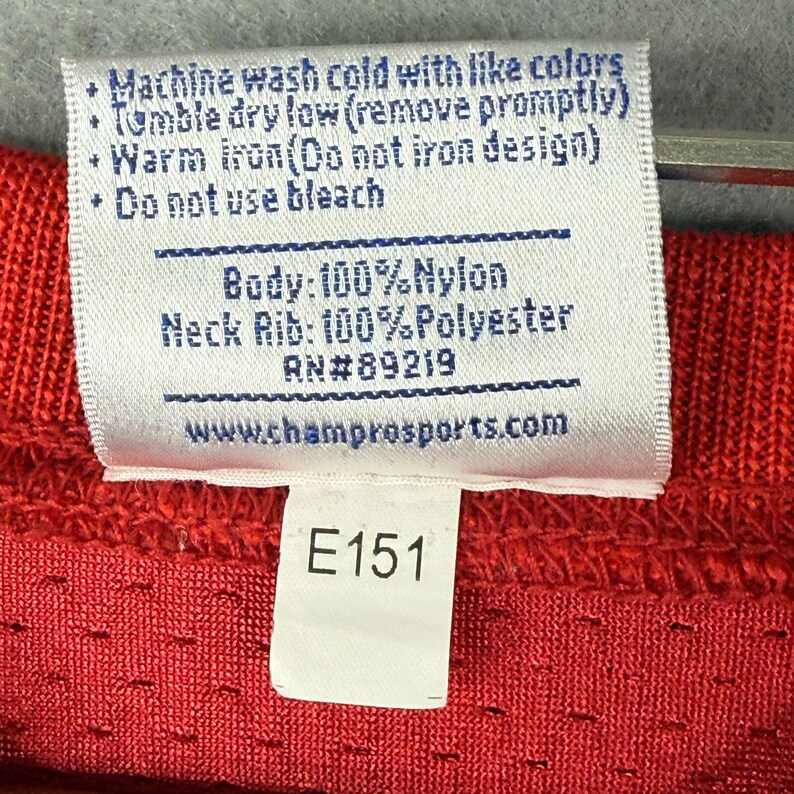 • Machine wash cold with like colors
• Tumble dry low (remove promptly)
• Warm iron (Do not iron design)
• Do not use bleach
Body: 100% Nylon
Neck Rib: 100% Polyester
RN# 89219
www.champrosports.com
E151